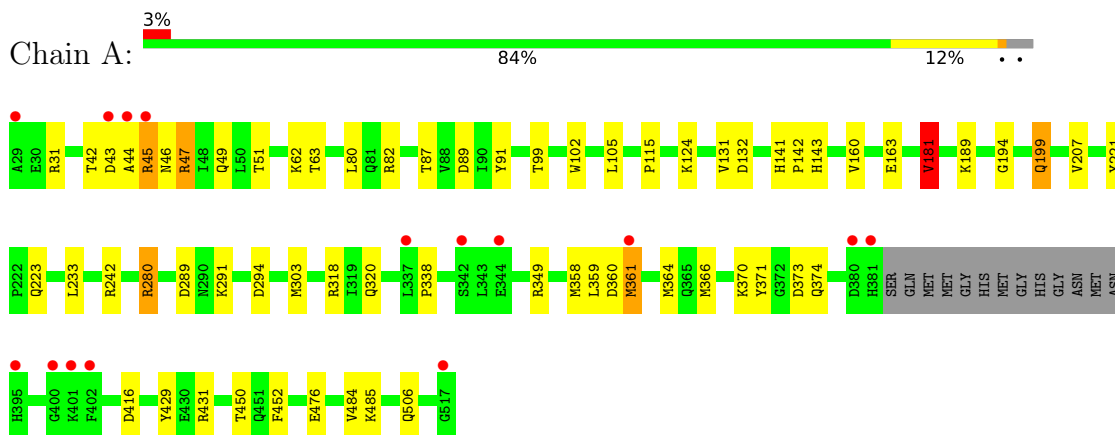 3%
Chain A:
84% 12% • •
A29 E30 R31 T42 D43 A44 R45 N46 R47 I48 Q49 L50 T51 K62 T63 L80 Q81 R82 T87 V88 D89 I90 Y91 T99 W102 L105 P115 K124 V131 D132 H141 P142 H143 V160 E163 V181 K189 G194 Q199 V207 Y221
P222 Q223 L233 R242 R280 D289 N290 K291 D294 M303 R318 I319 Q320 L337 P338 S342 L343 E344 R349 M358 L359 D360 M361 M364 Q365 M366 K370 Y371 G372 D373 Q374 D380 H381 SER GLN MET MET GLY HIS MET GLY HIS GLY ASN MET ASN
H395 G400 K401 F402 D416 Y429 E430 R431 T450 Q451 F452 E476 V484 K485 Q506 G517